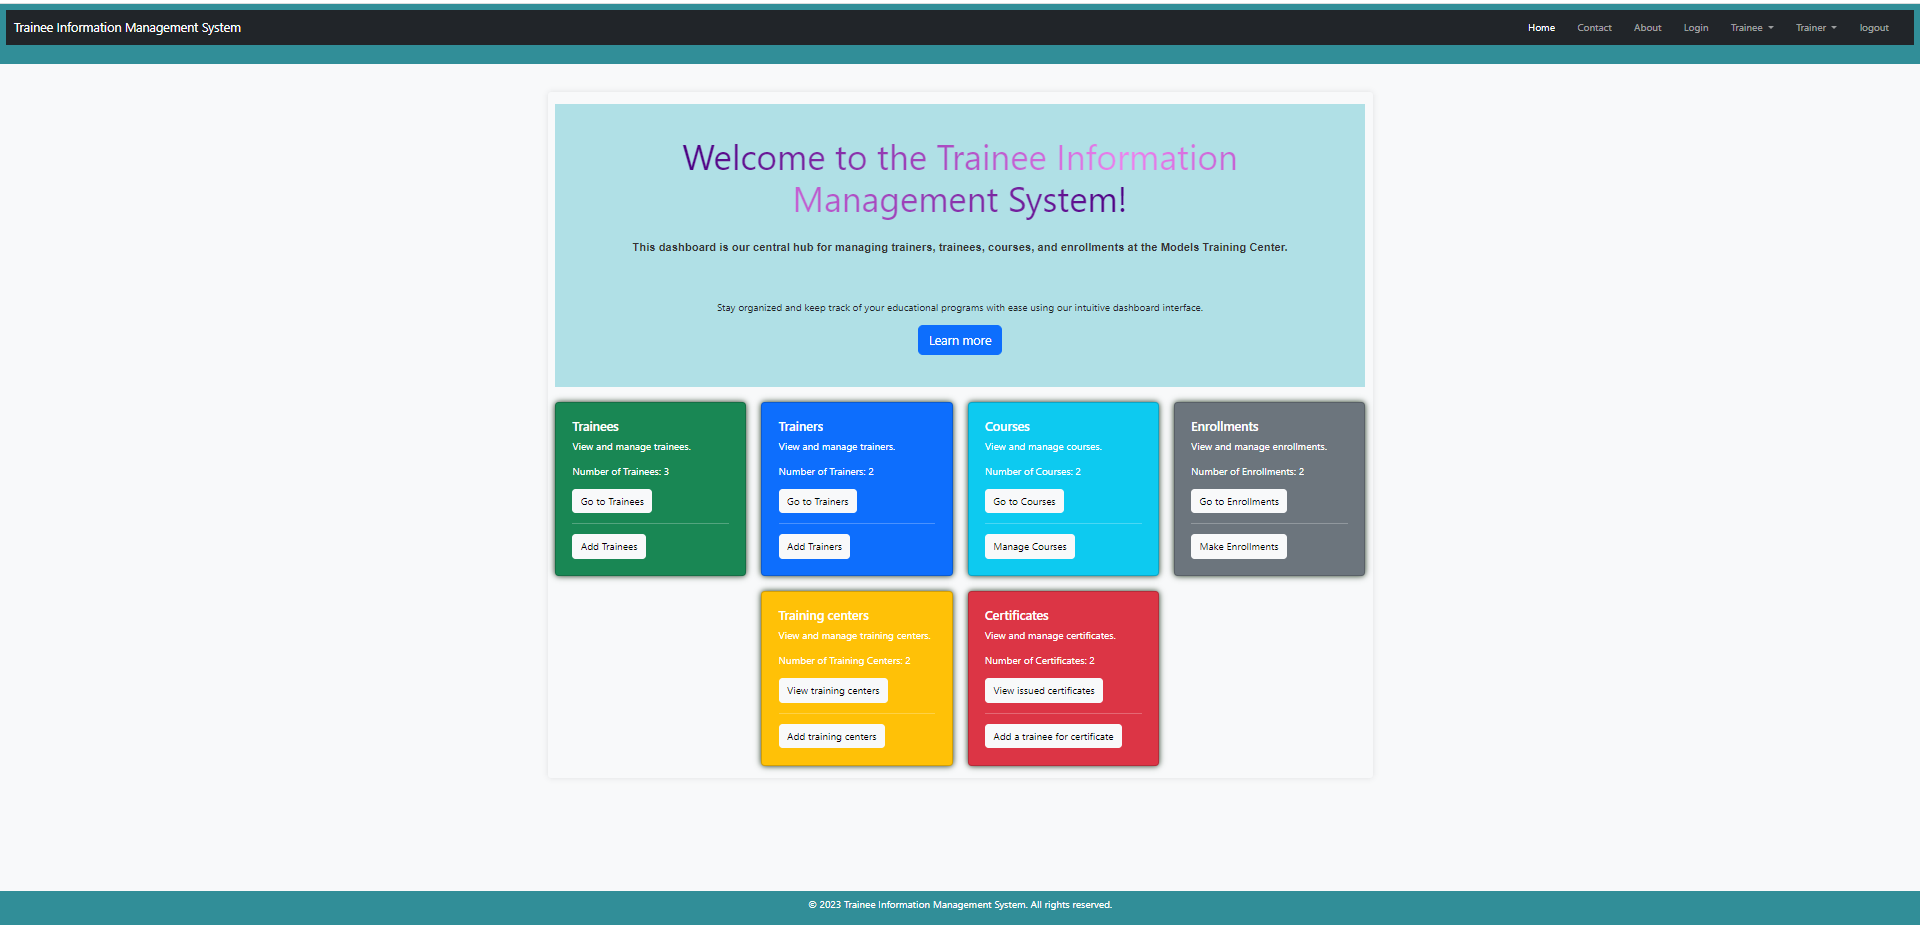 Trainee Information Management System
Home Contact About Login Trainee Trainer logout
Welcome to the Trainee Information
Management System!
This dashboard is our central hub for managing trainers, trainees, courses, and enrollments at the Models Training Center.
Stay organized and keep track of your educational programs with ease using our intuitive dashboard interface.
Learn more
Trainees
View and manage trainees.
Number of Trainees: 3
Go to Trainees
Add Trainees
Trainers
View and manage trainers.
Number of Trainers: 2
Go to Trainers
Add Trainers
Courses
View and manage courses.
Number of Courses: 2
Go to Courses
Manage Courses
Enrollments
View and manage enrollments.
Number of Enrollments: 2
Go to Enrollments
Make Enrollments
Training centers
View and manage training centers.
Number of Training Centers: 2
View training centers
Add training centers
Certificates
View and manage certificates.
Number of Certificates: 2
View issued certificates
Add a trainee for certificate
© 2023 Trainee Information Management System. All rights reserved.